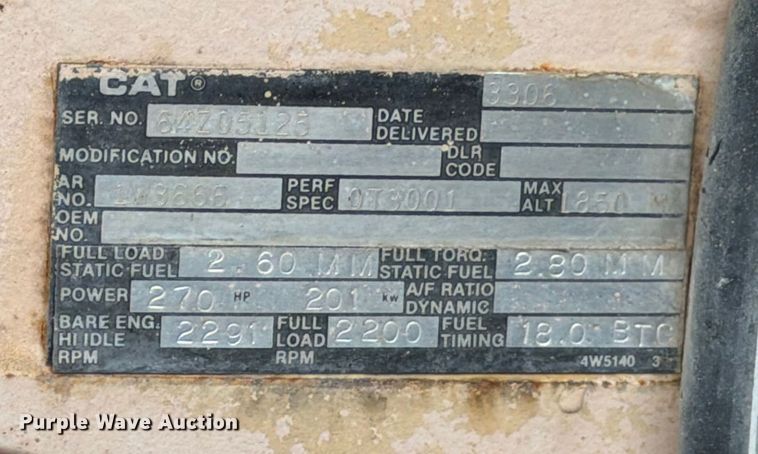 CAT® 3306
SER. NO. 64Z05125 DATE DELIVERED
MODIFICATION NO. DLR CODE
AR NO. PERF SPEC 0T3001 MAX ALT 1850 M
OEM NO.
FULL LOAD STATIC FUEL 2.60 MM FULL TORQ. STATIC FUEL 2.80 MM
POWER 270 HP 201 kw A/F RATIO DYNAMIC
BARE ENG. HI IDLE RPM 2291 FULL LOAD RPM 2200 FUEL TIMING 18.0 BTC
4W5140 3
Purple Wave Auction